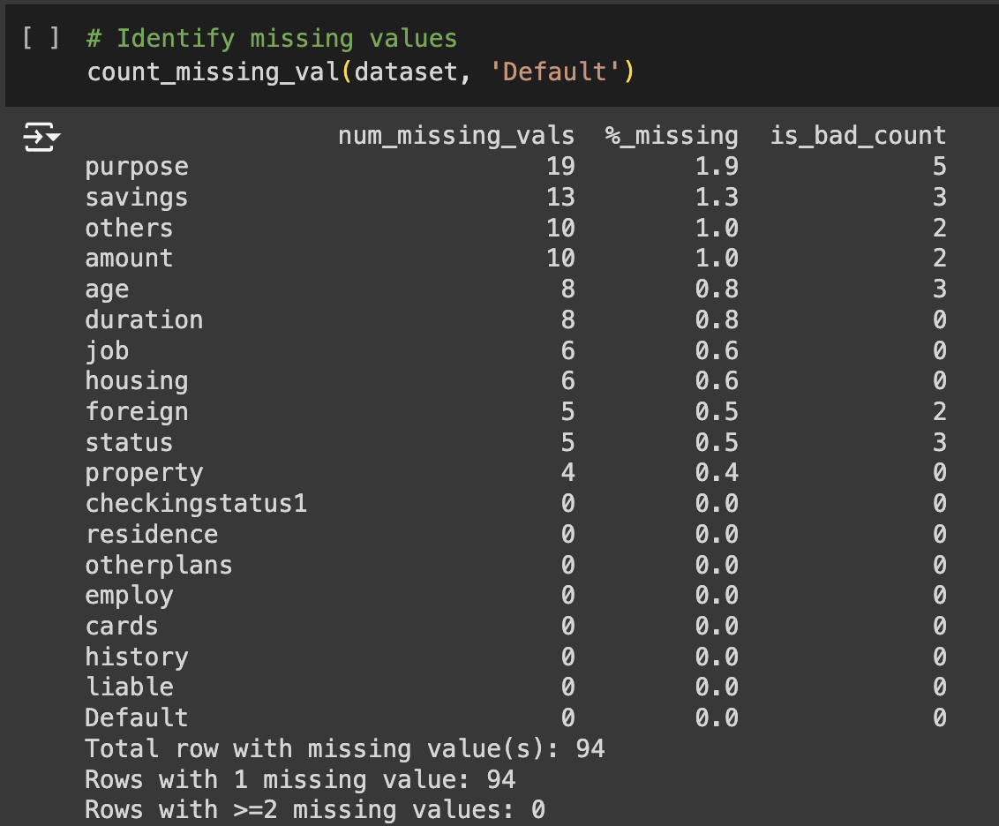 [ ] # Identify missing values
count_missing_val(dataset, 'Default')
num_missing_vals %_missing is_bad_count
purpose 19 1.9 5
savings 13 1.3 3
others 10 1.0 2
amount 10 1.0 2
age 8 0.8 3
duration 8 0.8 0
job 6 0.6 0
housing 6 0.6 0
foreign 5 0.5 2
status 5 0.5 3
property 4 0.4 0
checkingstatus1 0 0.0 0
residence 0 0.0 0
otherplans 0 0.0 0
employ 0 0.0 0
cards 0 0.0 0
history 0 0.0 0
liable 0 0.0 0
Default 0 0.0 0
Total row with missing value(s): 94
Rows with 1 missing value: 94
Rows with >=2 missing values: 0